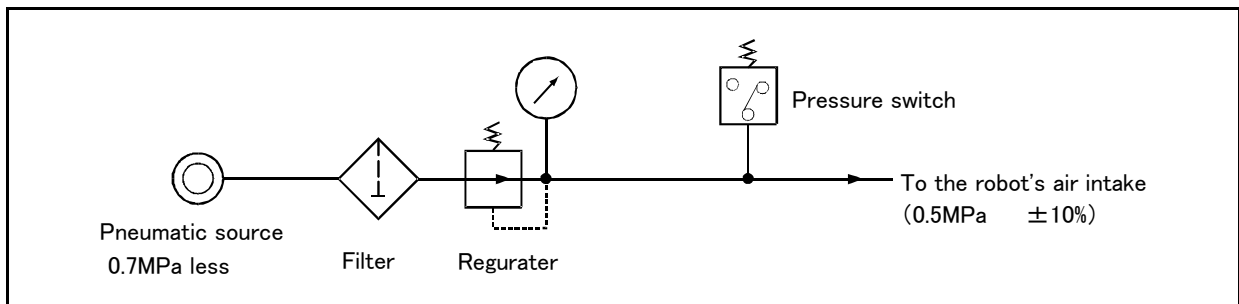 Pressure switch
To the robot's air intake
(0.5MPa ±10%)
Pneumatic source
0.7MPa less
Filter
Regurater